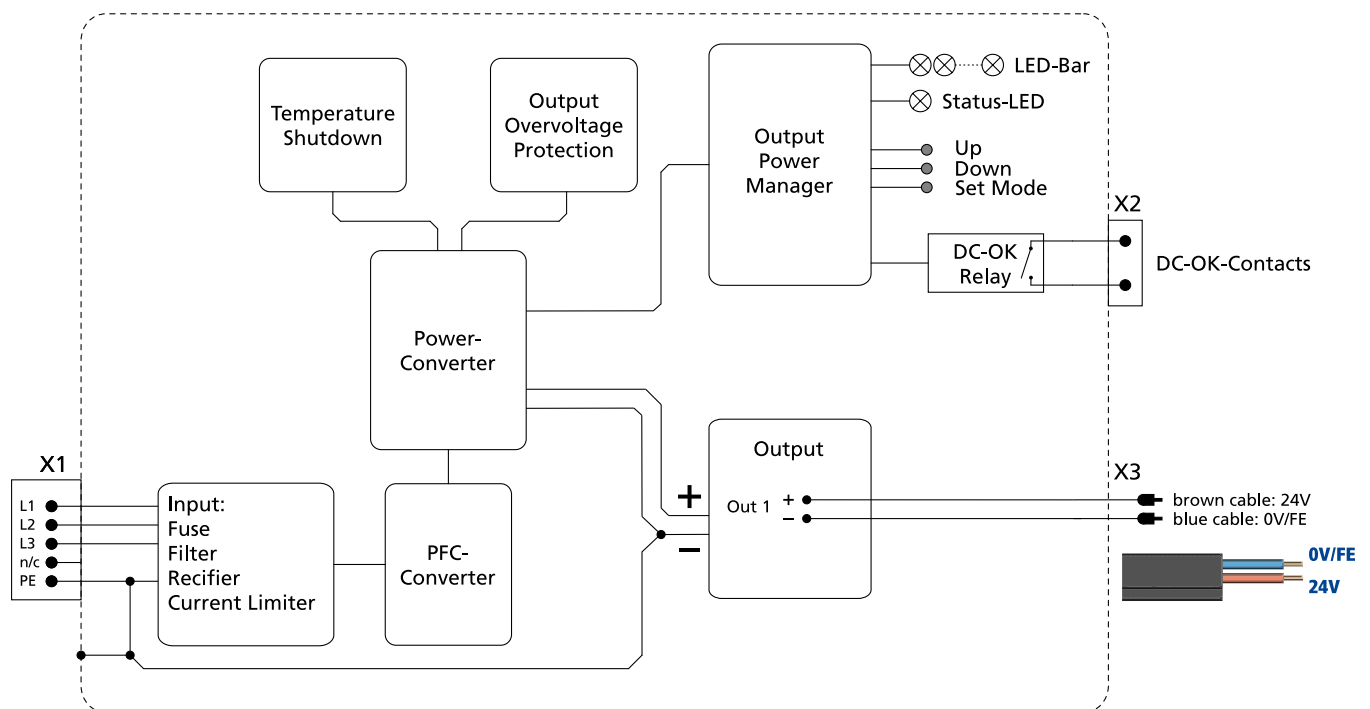 Temperature
Shutdown
Output
Overvoltage
Protection
Output
Power
Manager
LED-Bar
Status-LED
Up
Down
Set Mode
DC-OK
Relay
X2
DC-OK-Contacts
Power-
Converter
X1
L1
L2
L3
n/c
PE
Input:
Fuse
Filter
Rectifier
Current Limiter
PFC-
Converter
+
−
Output
Out 1
+
−
X3
brown cable: 24V
blue cable: 0V/FE
0V/FE
24V